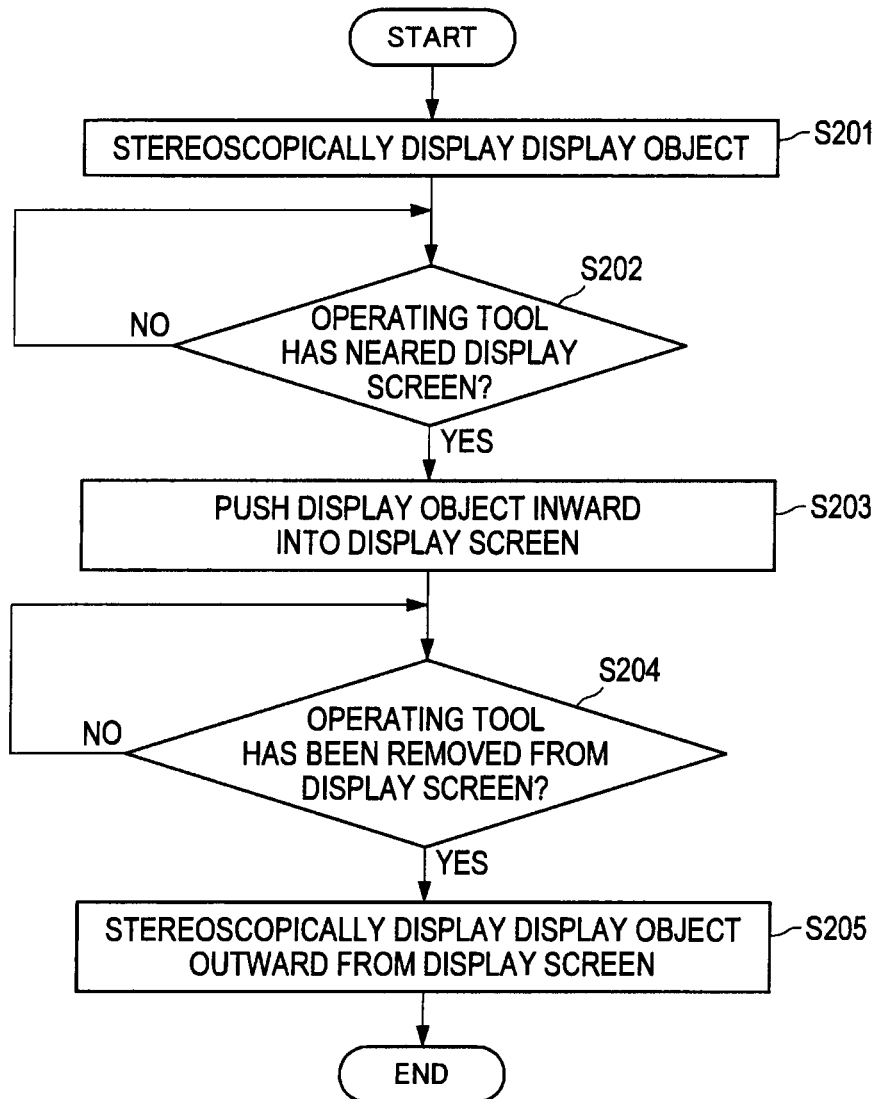 START
STEREOSCOPICALLY DISPLAY DISPLAY OBJECT
S201
S202
OPERATING TOOL
HAS NEARED DISPLAY
SCREEN?
NO
YES
PUSH DISPLAY OBJECT INWARD
INTO DISPLAY SCREEN
S203
S204
OPERATING TOOL
HAS BEEN REMOVED FROM
DISPLAY SCREEN?
NO
YES
STEREOSCOPICALLY DISPLAY DISPLAY OBJECT
OUTWARD FROM DISPLAY SCREEN
S205
END